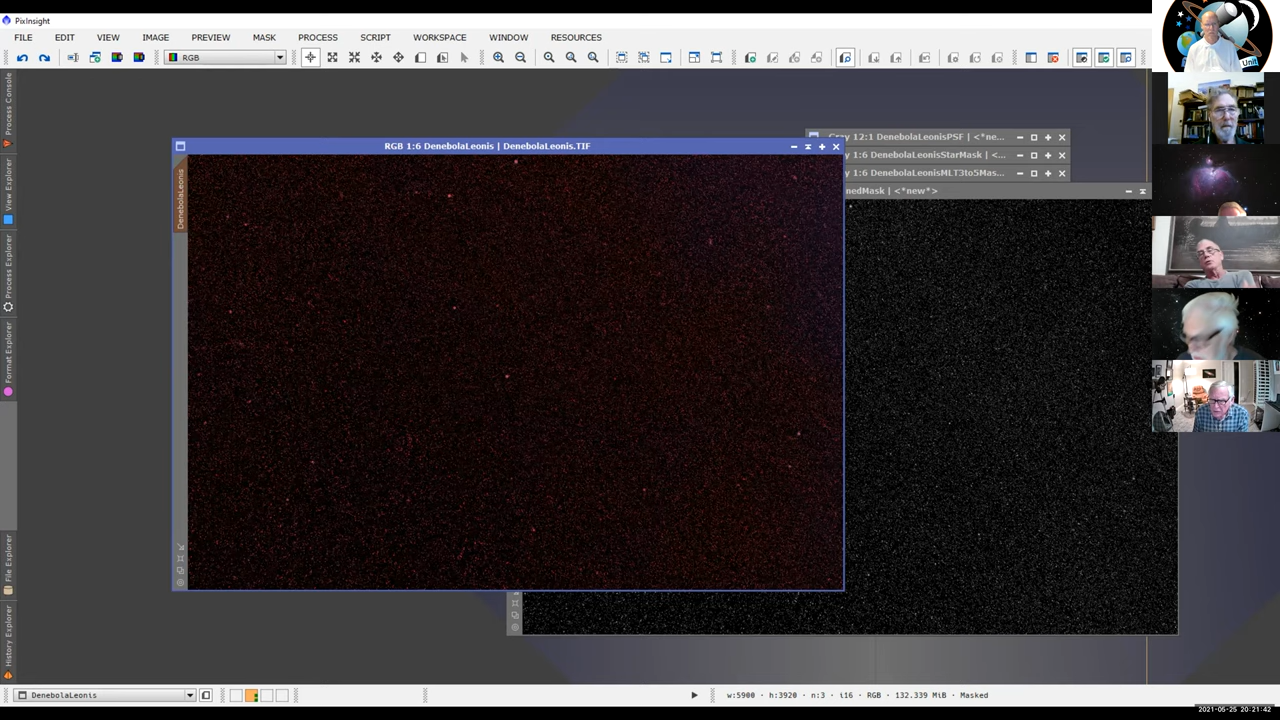 PixInsight
FILE EDIT VIEW IMAGE PREVIEW MASK PROCESS SCRIPT WORKSPACE WINDOW RESOURCES
RGB
Process Console
View Explorer
Process Explorer
Format Explorer
File Explorer
History Explorer
Gray 12:1 DenebolaLeonisPSF | <*ne...
RGB 1:6 DenebolaLeonis | DenebolaLeonis.TIF
y 1:6 DenebolaLeonisStarMask | <...
y 1:6 DenebolaLeonisMLT3to5Mas...
nedMask | <*new*>
DenebolaLeonis
Unit
DenebolaLeonis
w:5900 · h:3920 · n:3 · i16 · RGB · 132.339 MiB · Masked
2021-05-25 20:21:42